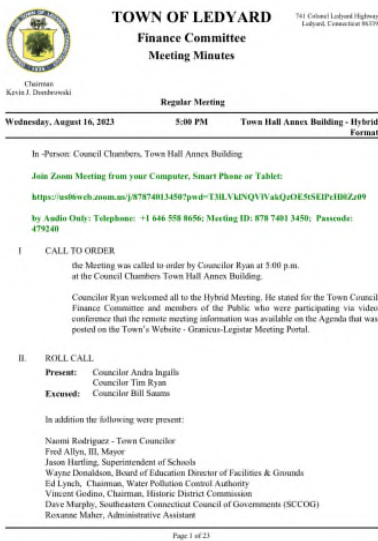 TOWN OF LEDYARD
741 Colonel Ledyard Highway
Ledyard, Connecticut 06339
Finance Committee
Meeting Minutes
Chairman
Kevin J. Dombrowski
Regular Meeting
Wednesday, August 16, 2023 5:00 PM Town Hall Annex Building - Hybrid
Format
In -Person: Council Chambers, Town Hall Annex Building
Join Zoom Meeting from your Computer, Smart Phone or Tablet:
by Audio Only: Telephone: +1 646 558 8656; Meeting ID: 878 7401 3450; Passcode:
479240
I CALL TO ORDER
the Meeting was called to order by Councilor Ryan at 5:00 p.m.
at the Council Chambers Town Hall Annex Building.
Councilor Ryan welcomed all to the Hybrid Meeting. He stated for the Town Council
Finance Committee and members of the Public who were participating via video
conference that the remote meeting information was available on the Agenda that was
posted on the Town's Website - Granicus-Legistar Meeting Portal.
II. ROLL CALL
Present: Councilor Andra Ingalls
Councilor Tim Ryan
Excused: Councilor Bill Saums
In addition the following were present:
Naomi Rodriguez - Town Councilor
Fred Allyn, III, Mayor
Jason Hartling, Superintendent of Schools
Wayne Donaldson, Board of Education Director of Facilities & Grounds
Ed Lynch, Chairman, Water Pollution Control Authority
Vincent Godino, Chairman, Historic District Commission
Dave Murphy, Southeastern Connecticut Council of Governments (SCCOG)
Roxanne Maher, Administrative Assistant
Page 1 of 23